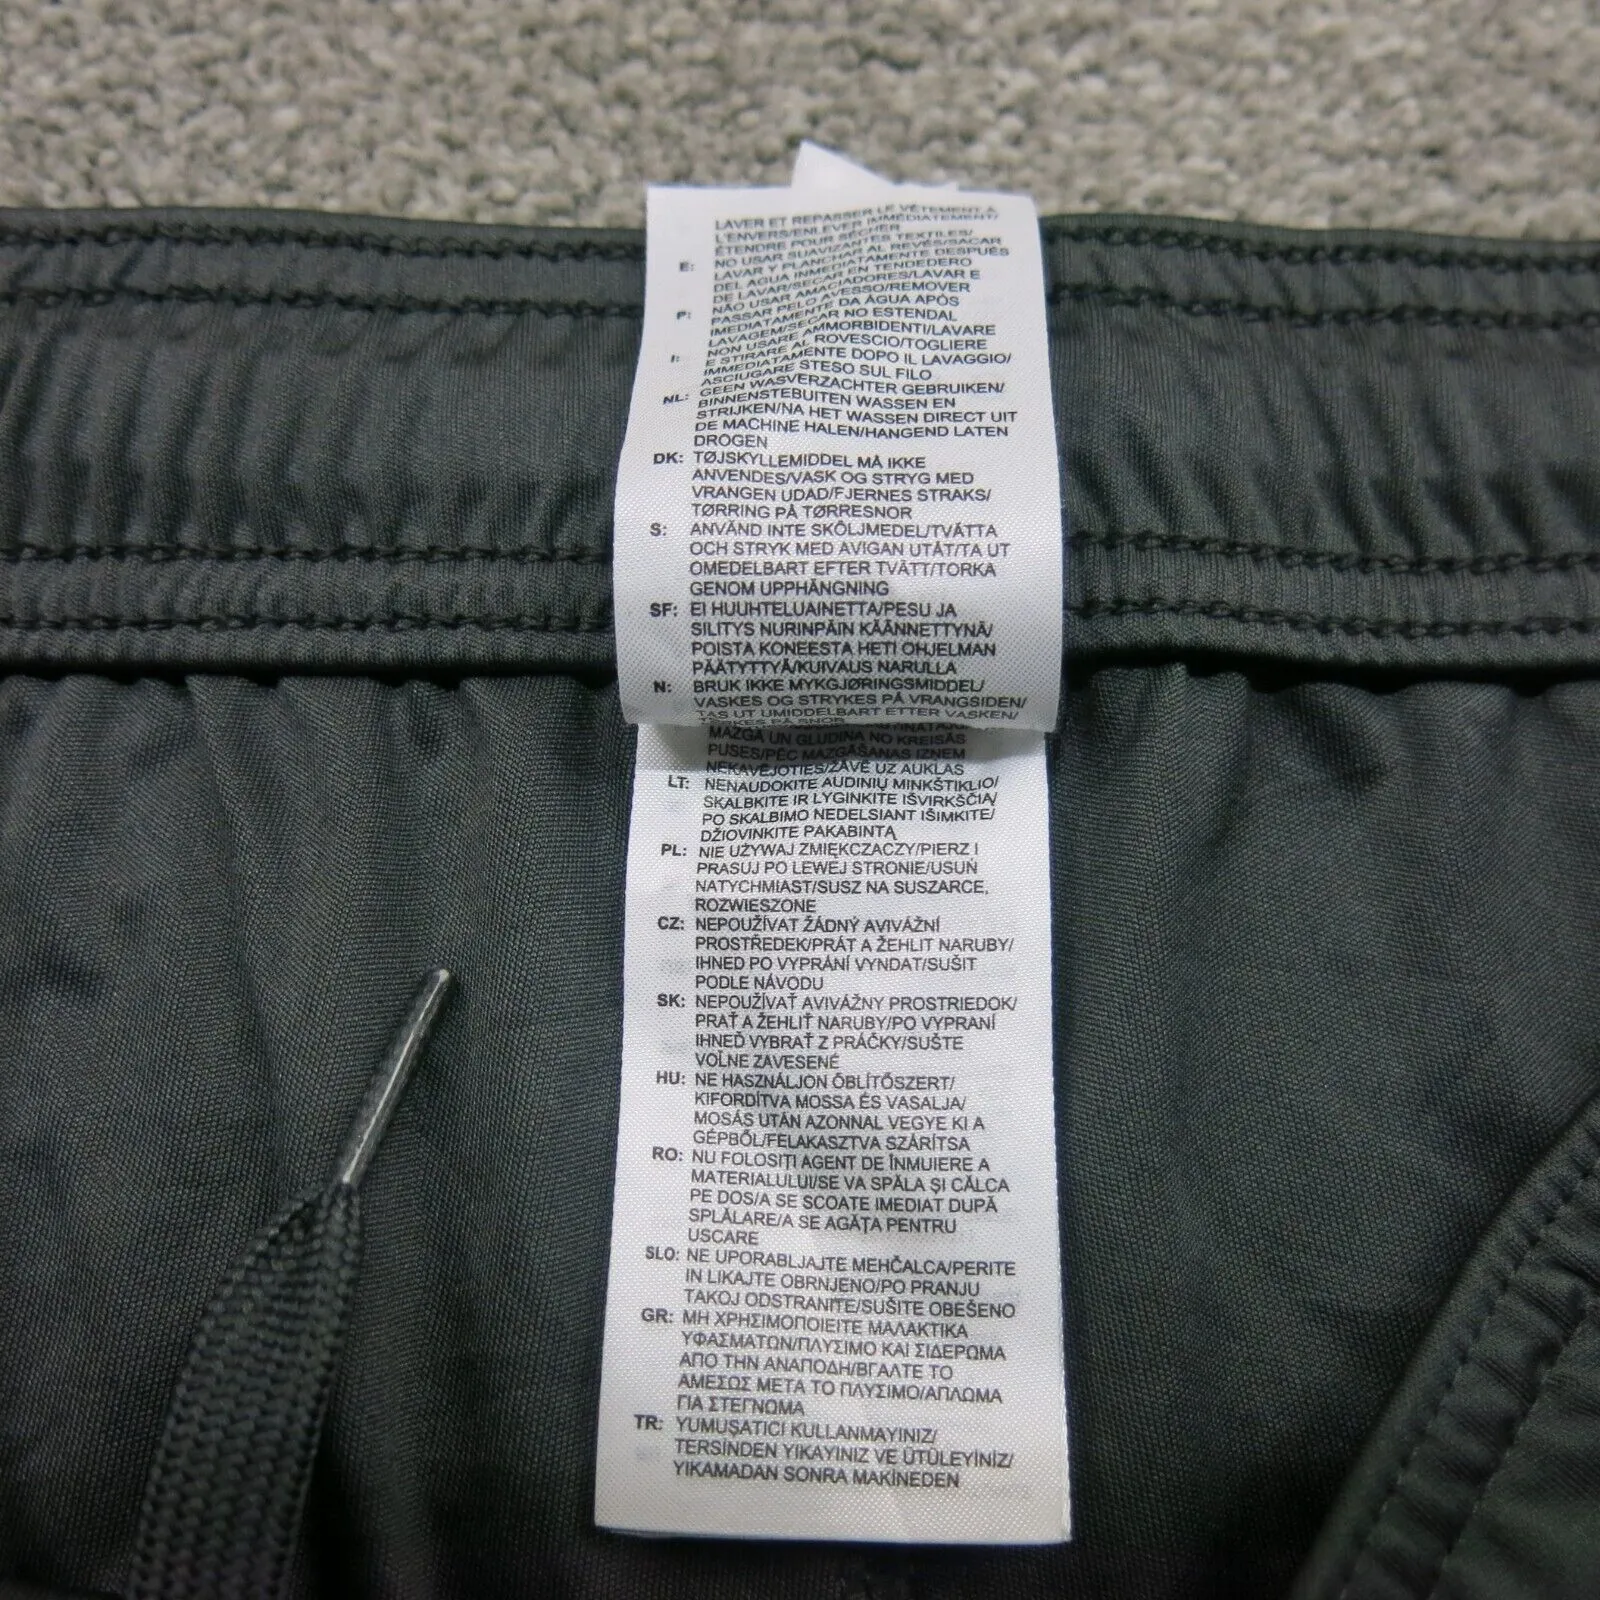 LAVER ET REPASSER LE VÊTEMENT À
L'ENVERS/ENLEVER IMMÉDIATEMENT/
ÉTENDRE POUR SÉCHER
E: NO USAR SUAVIZANTES TEXTILES/
LAVAR Y PLANCHAR AL REVÉS/SACAR
DEL AGUA INMEDIATAMENTE DESPUÉS
DE LAVAR/SECAR EN TENDEDERO
P: NÃO USAR AMACIADORES/LAVAR E
PASSAR PELO AVESSO/REMOVER
IMEDIATAMENTE DA ÁGUA APÓS
LAVAGEM/SECAR NO ESTENDAL
I: NON USARE AMMORBIDENTI/LAVARE
E STIRARE AL ROVESCIO/TOGLIERE
IMMEDIATAMENTE DOPO IL LAVAGGIO/
ASCIUGARE STESO SUL FILO
NL: GEEN WASVERZACHTER GEBRUIKEN/
BINNENSTEBUITEN WASSEN EN
STRIJKEN/NA HET WASSEN DIRECT UIT
DE MACHINE HALEN/HANGEND LATEN
DROGEN
DK: TØJSKYLLEMIDDEL MÅ IKKE
ANVENDES/VASK OG STRYG MED
VRANGEN UDAD/FJERNES STRAKS/
TØRRING PÅ TØRRESNOR
S: ANVÄND INTE SKÖLJMEDEL/TVÄTTA
OCH STRYK MED AVIGAN UTÅT/TA UT
OMEDELBART EFTER TVÄTT/TORKA
GENOM UPPHÄNGNING
SF: EI HUUHTELUAINETTA/PESU JA
SILITYS NURINPÄIN KÄÄNNETTYNÄ/
POISTA KONEESTA HETI OHJELMAN
PÄÄTYTTYÄ/KUIVAUS NARULLA
N: BRUK IKKE MYKGJØRINGSMIDDEL/
VASKES OG STRYKES PÅ VRANGSIDEN/
TAS UT UMIDDELBART ETTER VASKEN/
TØRKES PÅ SNOR
MAZGĀ UN GLUDINA NO KREISĀS
PUSES/PĒC MAZGĀŠANAS IZŅEM
NEKAVĒJOTIES/ŽĀVĒ UZ AUKLAS
LT: NENAUDOKITE AUDINIŲ MINKŠTIKLIO/
SKALBKITE IR LYGINKITE IŠVIRKŠČIĄ/
PO SKALBIMO NEDELSIANT IŠIMKITE/
DŽIOVINKITE PAKABINTĄ
PL: NIE UŻYWAJ ZMIĘKCZACZY/PIERZ I
PRASUJ PO LEWEJ STRONIE/USUŃ
NATYCHMIAST/SUSZ NA SUSZARCE,
ROZWIESZONE
CZ: NEPOUŽÍVAT ŽÁDNÝ AVIVÁŽNÍ
PROSTŘEDEK/PRÁT A ŽEHLIT NARUBY/
IHNED PO VYPRÁNÍ VYNDAT/SUŠIT
PODLE NÁVODU
SK: NEPOUŽÍVAŤ AVIVÁŽNY PROSTRIEDOK/
PRAŤ A ŽEHLIŤ NARUBY/PO VYPRANÍ
IHNEĎ VYBRAŤ Z PRÁČKY/SUŠTE
VOĽNE ZAVESENÉ
HU: NE HASZNÁLJON ÖBLÍTŐSZERT/
KIFORDÍTVA MOSSA ÉS VASALJA/
MOSÁS UTÁN AZONNAL VEGYE KI A
GÉPBŐL/FELAKASZTVA SZÁRÍTSA
RO: NU FOLOSIȚI AGENT DE ÎNMUIERE A
MATERIALULUI/SE VA SPĂLA ȘI CĂLCA
PE DOS/A SE SCOATE IMEDIAT DUPĂ
SPĂLARE/A SE AGĂȚA PENTRU
USCARE
SLO: NE UPORABLJAJTE MEHČALCA/PERITE
IN LIKAJTE OBRNJENO/PO PRANJU
TAKOJ ODSTRANITE/SUŠITE OBEŠENO
GR: ΜΗ ΧΡΗΣΙΜΟΠΟΙΕΙΤΕ ΜΑΛΑΚΤΙΚΑ
ΥΦΑΣΜΑΤΩΝ/ΠΛΥΣΙΜΟ ΚΑΙ ΣΙΔΕΡΩΜΑ
ΑΠΟ ΤΗΝ ΑΝΑΠΟΔΗ/ΒΓΑΛΤΕ ΤΟ
ΑΜΕΣΩΣ ΜΕΤΑ ΤΟ ΠΛΥΣΙΜΟ/ΑΠΛΩΜΑ
ΓΙΑ ΣΤΕΓΝΩΜΑ
TR: YUMUŞATICI KULLANMAYINIZ/
TERSİNDEN YIKAYINIZ VE ÜTÜLEYİNİZ/
YIKAMADAN SONRA MAKİNEDEN